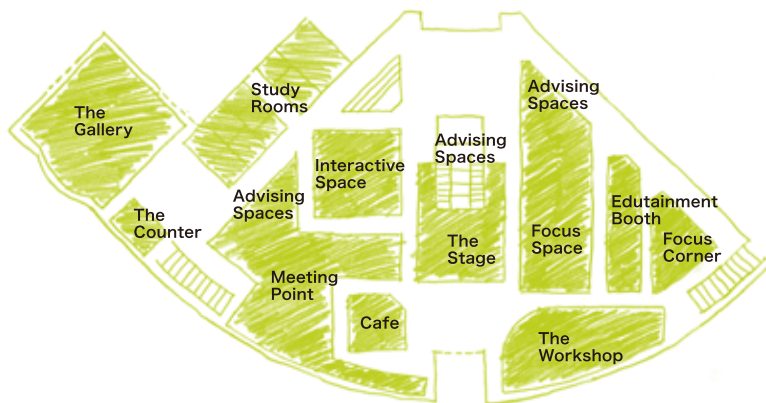 The
Gallery
Study
Rooms
Advising
Spaces
Advising
Spaces
Interactive
Space
Advising
Spaces
Edutainment
Booth
The
Counter
The
Stage
Focus
Space
Focus
Corner
Meeting
Point
Cafe
The
Workshop